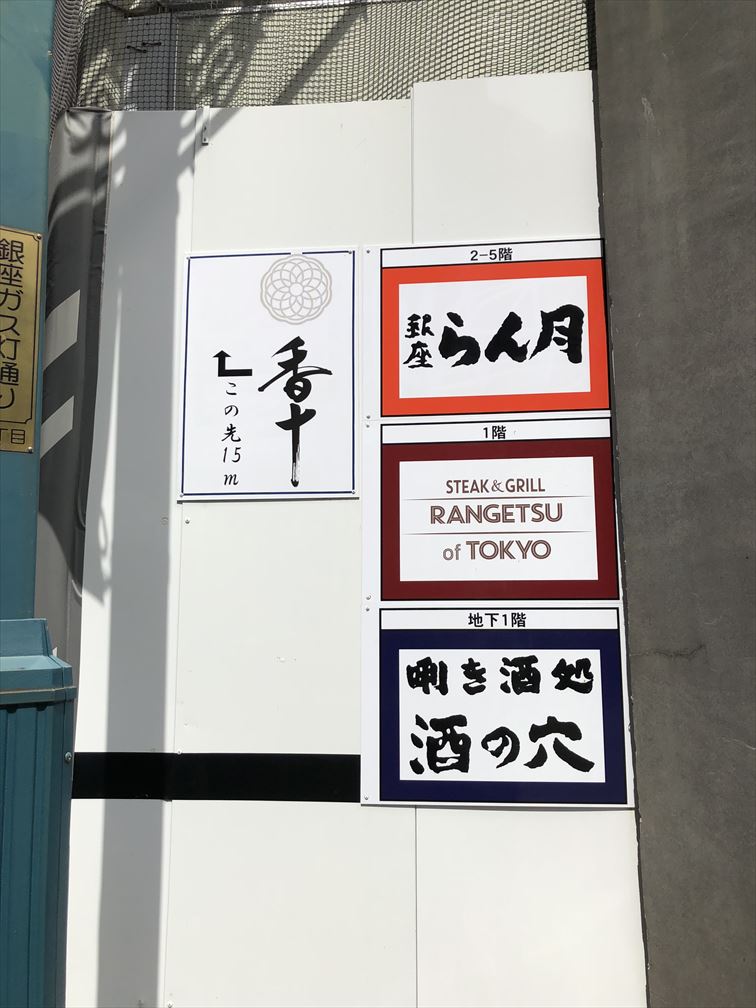 銀座ガス灯通り
丁目
香十
この先15m
2-5階
銀座 らん月
1階
STEAK & GRILL
RANGETSU
of TOKYO
地下1階
唎き酒処
酒の穴